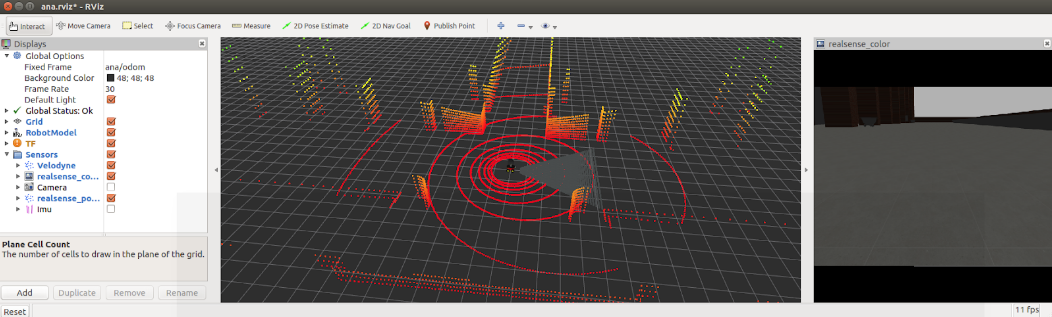 ana.rviz* - RViz
Interact Move Camera Select Focus Camera Measure 2D Pose Estimate 2D Nav Goal Publish Point
Displays
Global Options
Fixed Frame ana/odom
Background Color 48; 48; 48
Frame Rate 30
Default Light
Global Status: Ok
Grid
RobotModel
TF
Sensors
Velodyne
realsense_co...
Camera
realsense_po...
Imu
Plane Cell Count
The number of cells to draw in the plane of the grid.
Add Duplicate Remove Rename
realsense_color
Reset
11 fps